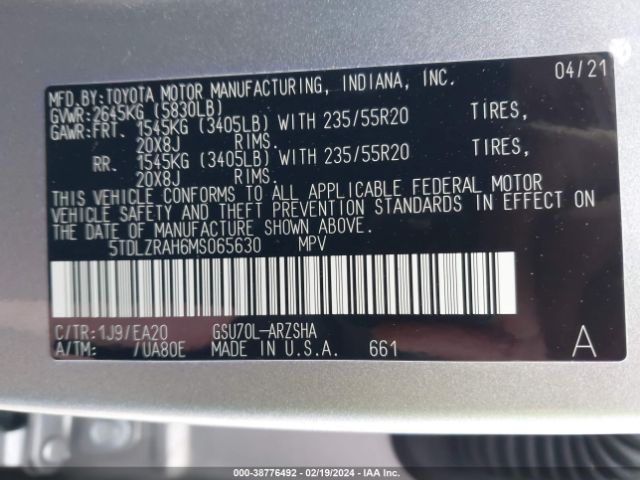 MFD.BY:TOYOTA MOTOR MANUFACTURING, INDIANA, INC. 04/21
GVWR:2645KG (5830LB)
GAWR:FRT. 1545KG (3405LB) WITH 235/55R20 TIRES,
20X8J RIMS.
RR. 1545KG (3405LB) WITH 235/55R20 TIRES,
20X8J RIMS.
THIS VEHICLE CONFORMS TO ALL APPLICABLE FEDERAL MOTOR
VEHICLE SAFETY AND THEFT PREVENTION STANDARDS IN EFFECT ON
THE DATE OF MANUFACTURE SHOWN ABOVE.
5TDLZRAH6MS065630 MPV
C/TR:1J9/EA20 GSU70L-ARZSHA
A/TM: /UA80E MADE IN U.S.A. 661 A
000-38776492 - 02/19/2024 - IAA Inc.